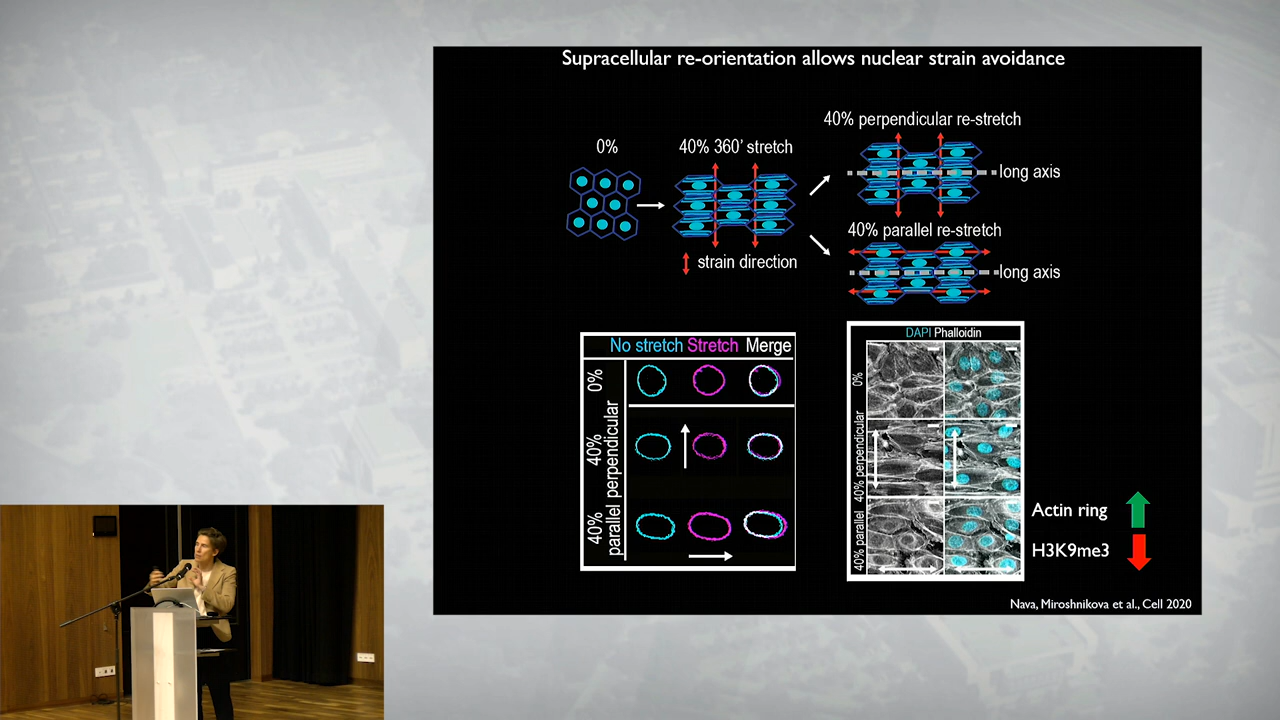 Supracellular re-orientation allows nuclear strain avoidance
0%
40% 360˚ stretch
strain direction
40% perpendicular re-stretch
long axis
40% parallel re-stretch
long axis
No stretch Stretch Merge
0%
40%
perpendicular
40%
parallel
DAPI Phalloidin
0%
40% perpendicular
40% parallel
Actin ring
H3K9me3
Nava, Miroshnikova et al., Cell 2020